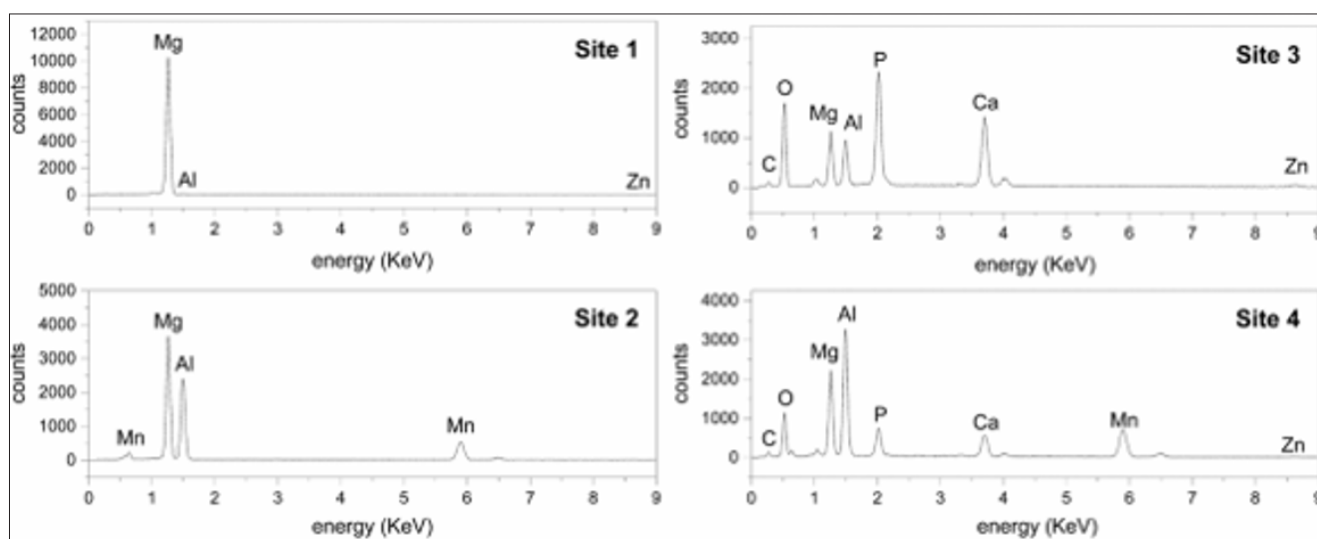 Site 1
counts
12000
10000
8000
6000
4000
2000
0
Mg
Al
Zn
0 1 2 3 4 5 6 7 8 9
energy (KeV)
Site 3
counts
3000
2000
1000
0
C
O
Mg
Al
P
Ca
Zn
0 1 2 3 4 5 6 7 8 9
energy (KeV)
Site 2
counts
5000
4000
3000
2000
1000
0
Mn
Mg
Al
Mn
0 1 2 3 4 5 6 7 8 9
energy (KeV)
Site 4
counts
4000
3000
2000
1000
0
C
O
Mg
Al
P
Ca
Mn
Zn
0 1 2 3 4 5 6 7 8 9
energy (KeV)